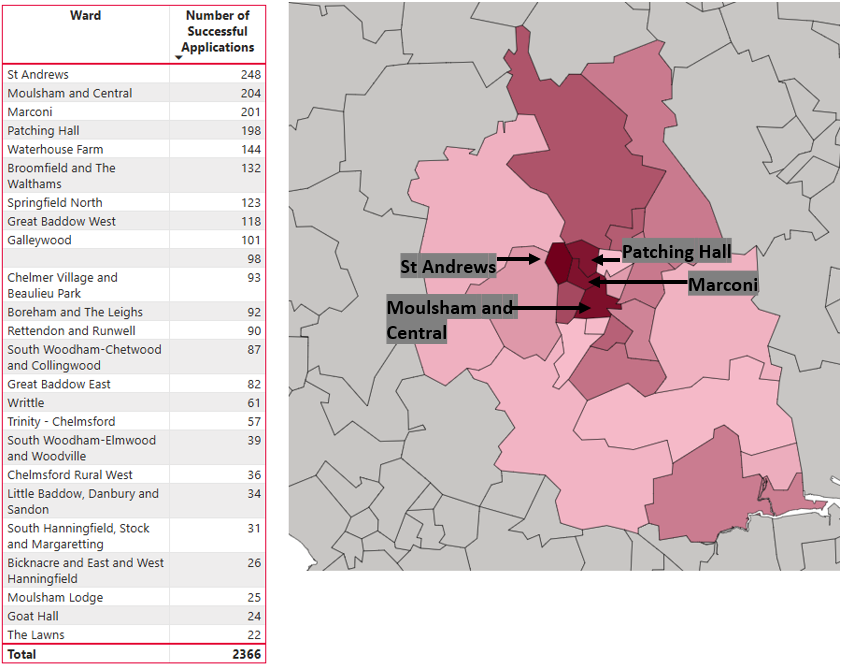 Ward
Number of
Successful
Applications
St Andrews 248
Moulsham and Central 204
Marconi 201
Patching Hall 198
Waterhouse Farm 144
Broomfield and The 132
Walthams
Springfield North 123
Great Baddow West 118
Galleywood 101
98
Chelmer Village and 93
Beaulieu Park
Boreham and The Leighs 92
Rettendon and Runwell 90
South Woodham-Chetwood 87
and Collingwood
Great Baddow East 82
Writtle 61
Trinity - Chelmsford 57
South Woodham-Elmwood 39
and Woodville
Chelmsford Rural West 36
Little Baddow, Danbury and 34
Sandon
South Hanningfield, Stock 31
and Margaretting
Bicknacre and East and West 26
Hanningfield
Moulsham Lodge 25
Goat Hall 24
The Lawns 22
Total 2366
Patching Hall
St Andrews
Marconi
Moulsham and
Central